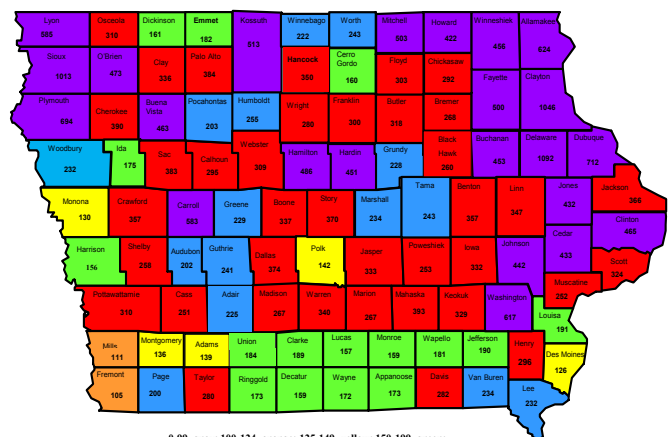 Lyon Osceola Dickinson Emmet Kossuth Winnebago Worth Mitchell Howard Winneshiek Allamakee
585 316 161 182 513 222 243 503 422 456 624
Sioux O'Brien Clay Palo Alto Hancock Cerro Gordo Floyd Chickasaw
1013 473 336 384 350 160 303 292
Fayette Clayton
500 1046
Plymouth Cherokee Buena Vista Pocahontas Humboldt Wright Franklin Butler Bremer
694 390 463 203 255 280 300 318 268
Woodbury Ida Sac Calhoun Webster Hamilton Hardin Grundy Black Hawk Buchanan Delaware Dubuque
232 175 383 295 306 486 451 228 260 453 1092 712
Monona Crawford Carroll Greene Boone Story Marshall Tama Benton Linn Jones Jackson
130 367 583 229 337 370 234 243 357 347 432 366
Clinton
465
Harrison Shelby Audubon Guthrie Dallas Polk Jasper Poweshiek Iowa Johnson Cedar Scott
156 258 202 241 374 142 333 263 332 442 433 324
Muscatine
252
Pottawattamie Cass Adair Madison Warren Marion Mahaska Keokuk Washington Louisa
310 251 225 267 340 267 393 329 617 191
Mills Montgomery Adams Union Clarke Lucas Monroe Wapello Jefferson Henry Des Moines
111 136 139 184 189 157 159 181 190 296 126
Fremont Page Taylor Ringgold Decatur Wayne Appanoose Davis Van Buren Lee
105 200 250 173 159 172 173 282 234 232